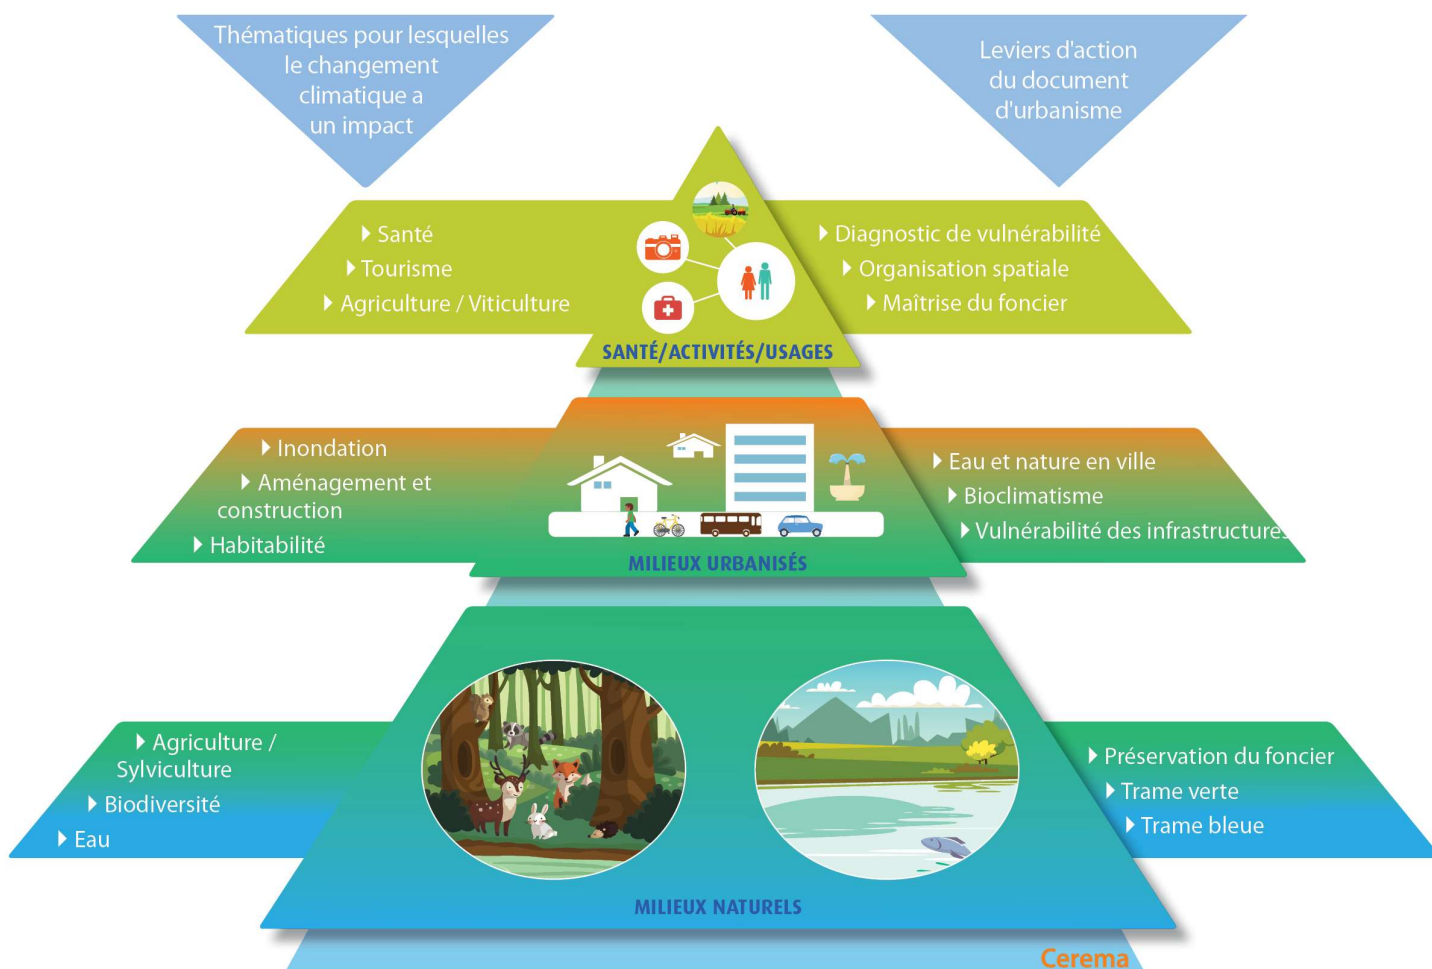 Thématiques pour lesquelles
le changement
climatique a
un impact
Leviers d'action
du document
d'urbanisme
Santé
Tourisme
Agriculture / Viticulture
SANTÉ/ACTIVITÉS/USAGES
Diagnostic de vulnérabilité
Organisation spatiale
Maîtrise du foncier
Inondation
Aménagement et
construction
Habitabilité
MILIEUX URBANISÉS
Eau et nature en ville
Bioclimatisme
Vulnérabilité des infrastructures
Agriculture /
Sylviculture
Biodiversité
Eau
MILIEUX NATURELS
Préservation du foncier
Trame verte
Trame bleue
Cerema